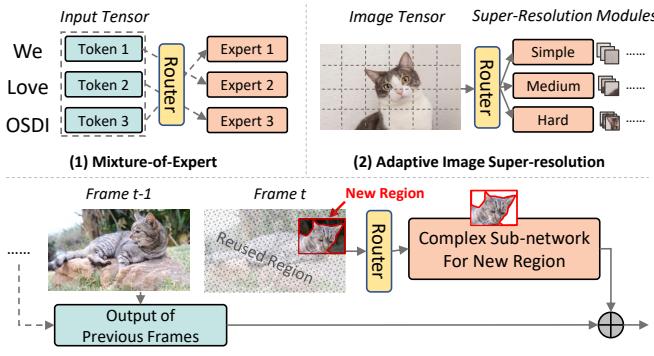 Input Tensor
We
Love
OSDI
Token 1
Token 2
Token 3
Router
Expert 1
Expert 2
Expert 3
(1) Mixture-of-Expert
Image Tensor
Super-Resolution Modules
Router
Simple
Medium
Hard
......
......
......
(2) Adaptive Image Super-resolution
Frame t-1
Frame t
New Region
Reused Region
Router
Complex Sub-network
For New Region
......
Output of
Previous Frames